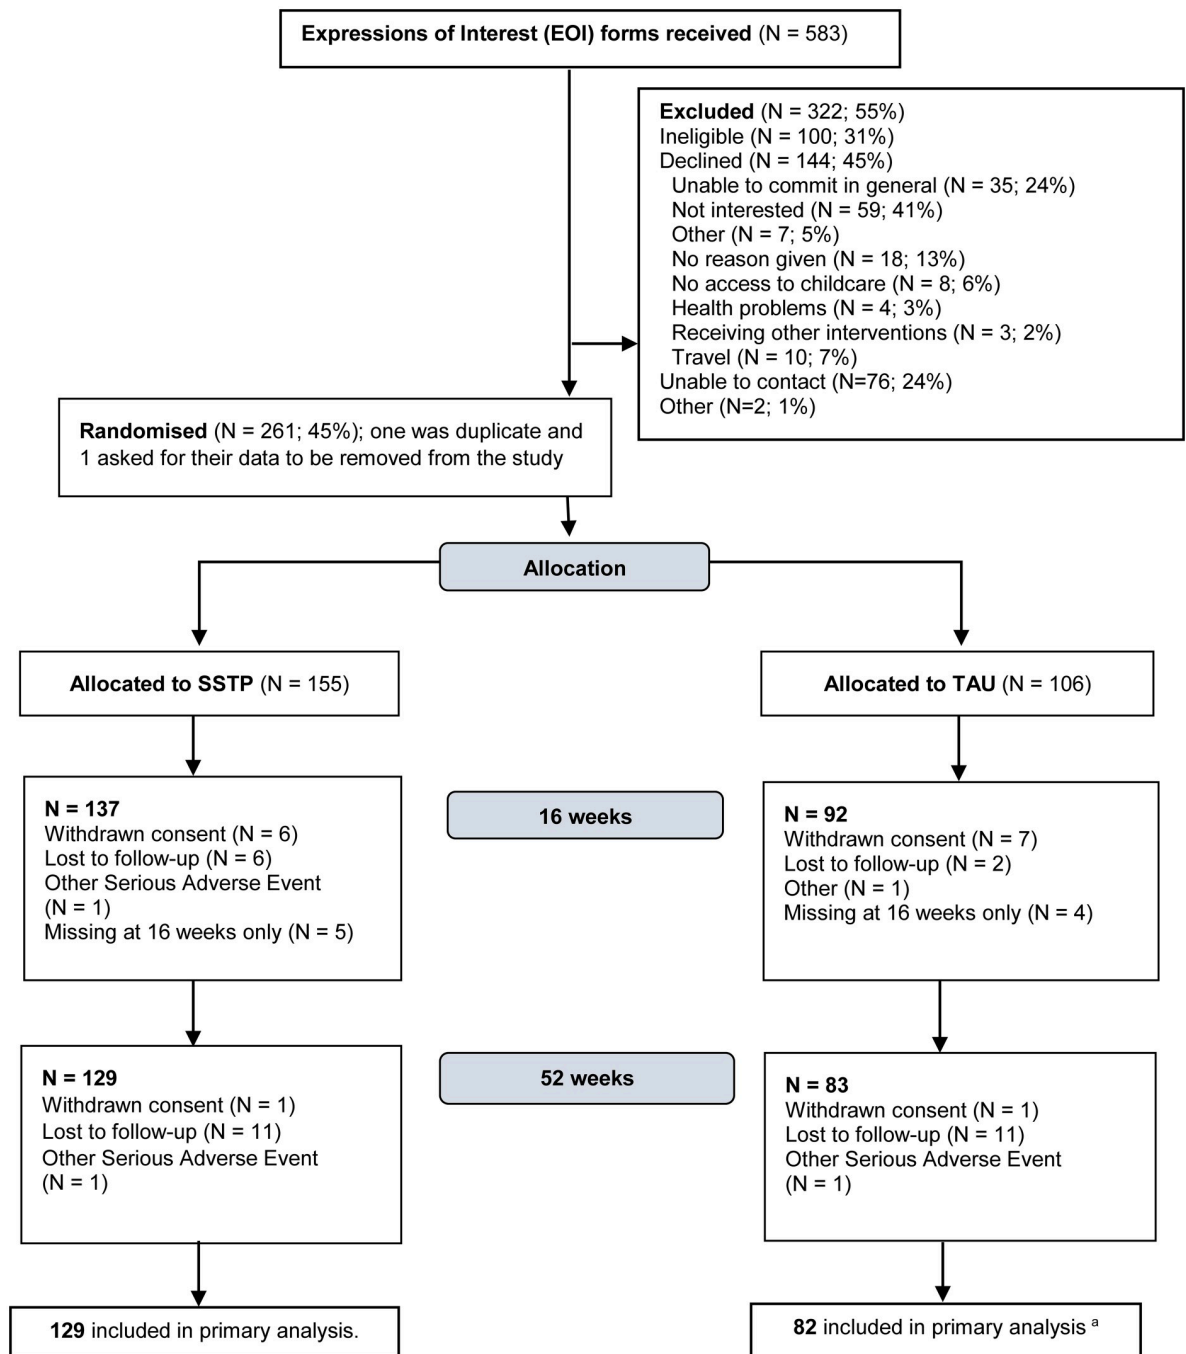 Expressions of Interest (EOI) forms received (N = 583)
Excluded (N = 322; 55%)
Ineligible (N = 100; 31%)
Declined (N = 144; 45%)
Unable to commit in general (N = 35; 24%)
Not interested (N = 59; 41%)
Other (N = 7; 5%)
No reason given (N = 18; 13%)
No access to childcare (N = 8; 6%)
Health problems (N = 4; 3%)
Receiving other interventions (N = 3; 2%)
Travel (N = 10; 7%)
Unable to contact (N=76; 24%)
Other (N=2; 1%)
Randomised (N = 261; 45%); one was duplicate and
1 asked for their data to be removed from the study
Allocation
Allocated to SSTP (N = 155)
Allocated to TAU (N = 106)
N = 137
Withdrawn consent (N = 6)
Lost to follow-up (N = 6)
Other Serious Adverse Event
(N = 1)
Missing at 16 weeks only (N = 5)
16 weeks
N = 92
Withdrawn consent (N = 7)
Lost to follow-up (N = 2)
Other (N = 1)
Missing at 16 weeks only (N = 4)
N = 129
Withdrawn consent (N = 1)
Lost to follow-up (N = 11)
Other Serious Adverse Event
(N = 1)
52 weeks
N = 83
Withdrawn consent (N = 1)
Lost to follow-up (N = 11)
Other Serious Adverse Event
(N = 1)
129 included in primary analysis.
82 included in primary analysis a